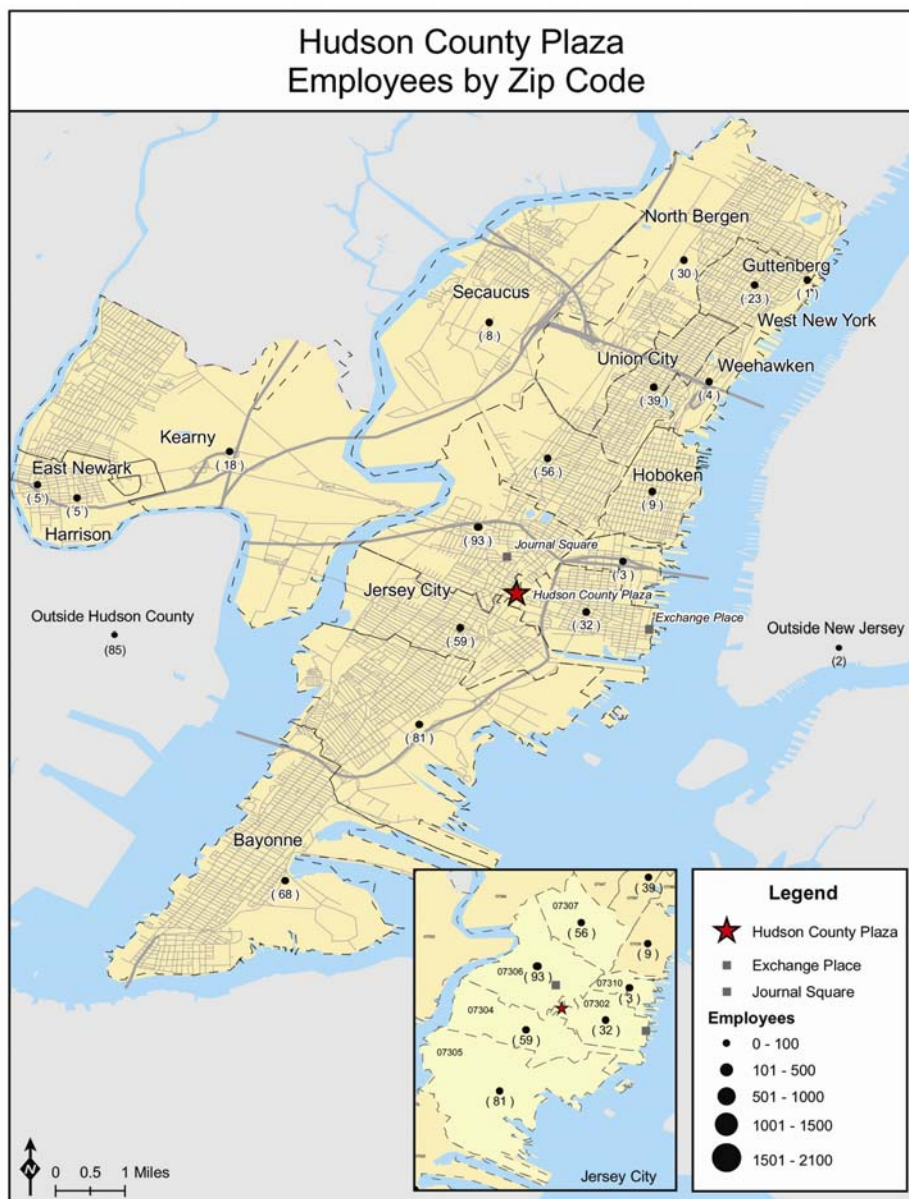 Hudson County Plaza
Employees by Zip Code
North Bergen
( 30 )
Guttenberg
( 1 )
( 23 )
West New York
Secaucus
( 8 )
Union City
( 39 )
Weehawken
( 4 )
Kearny
( 18 )
East Newark
( 5 )
( 5 )
Harrison
( 56 )
Hoboken
( 9 )
( 93 )
Journal Square
( 3 )
Jersey City
Hudson County Plaza
( 32 )
Exchange Place
( 59 )
Outside Hudson County
(85)
Outside New Jersey
(2)
( 81 )
Bayonne
( 68 )
N
0 0.5 1 Miles
( 39 )
07307
( 56 )
( 9 )
07306
( 93 )
07310
( 3 )
07304
07302
( 32 )
( 59 )
07305
( 81 )
Jersey City
Legend
Hudson County Plaza
Exchange Place
Journal Square
Employees
0 - 100
101 - 500
501 - 1000
1001 - 1500
1501 - 2100